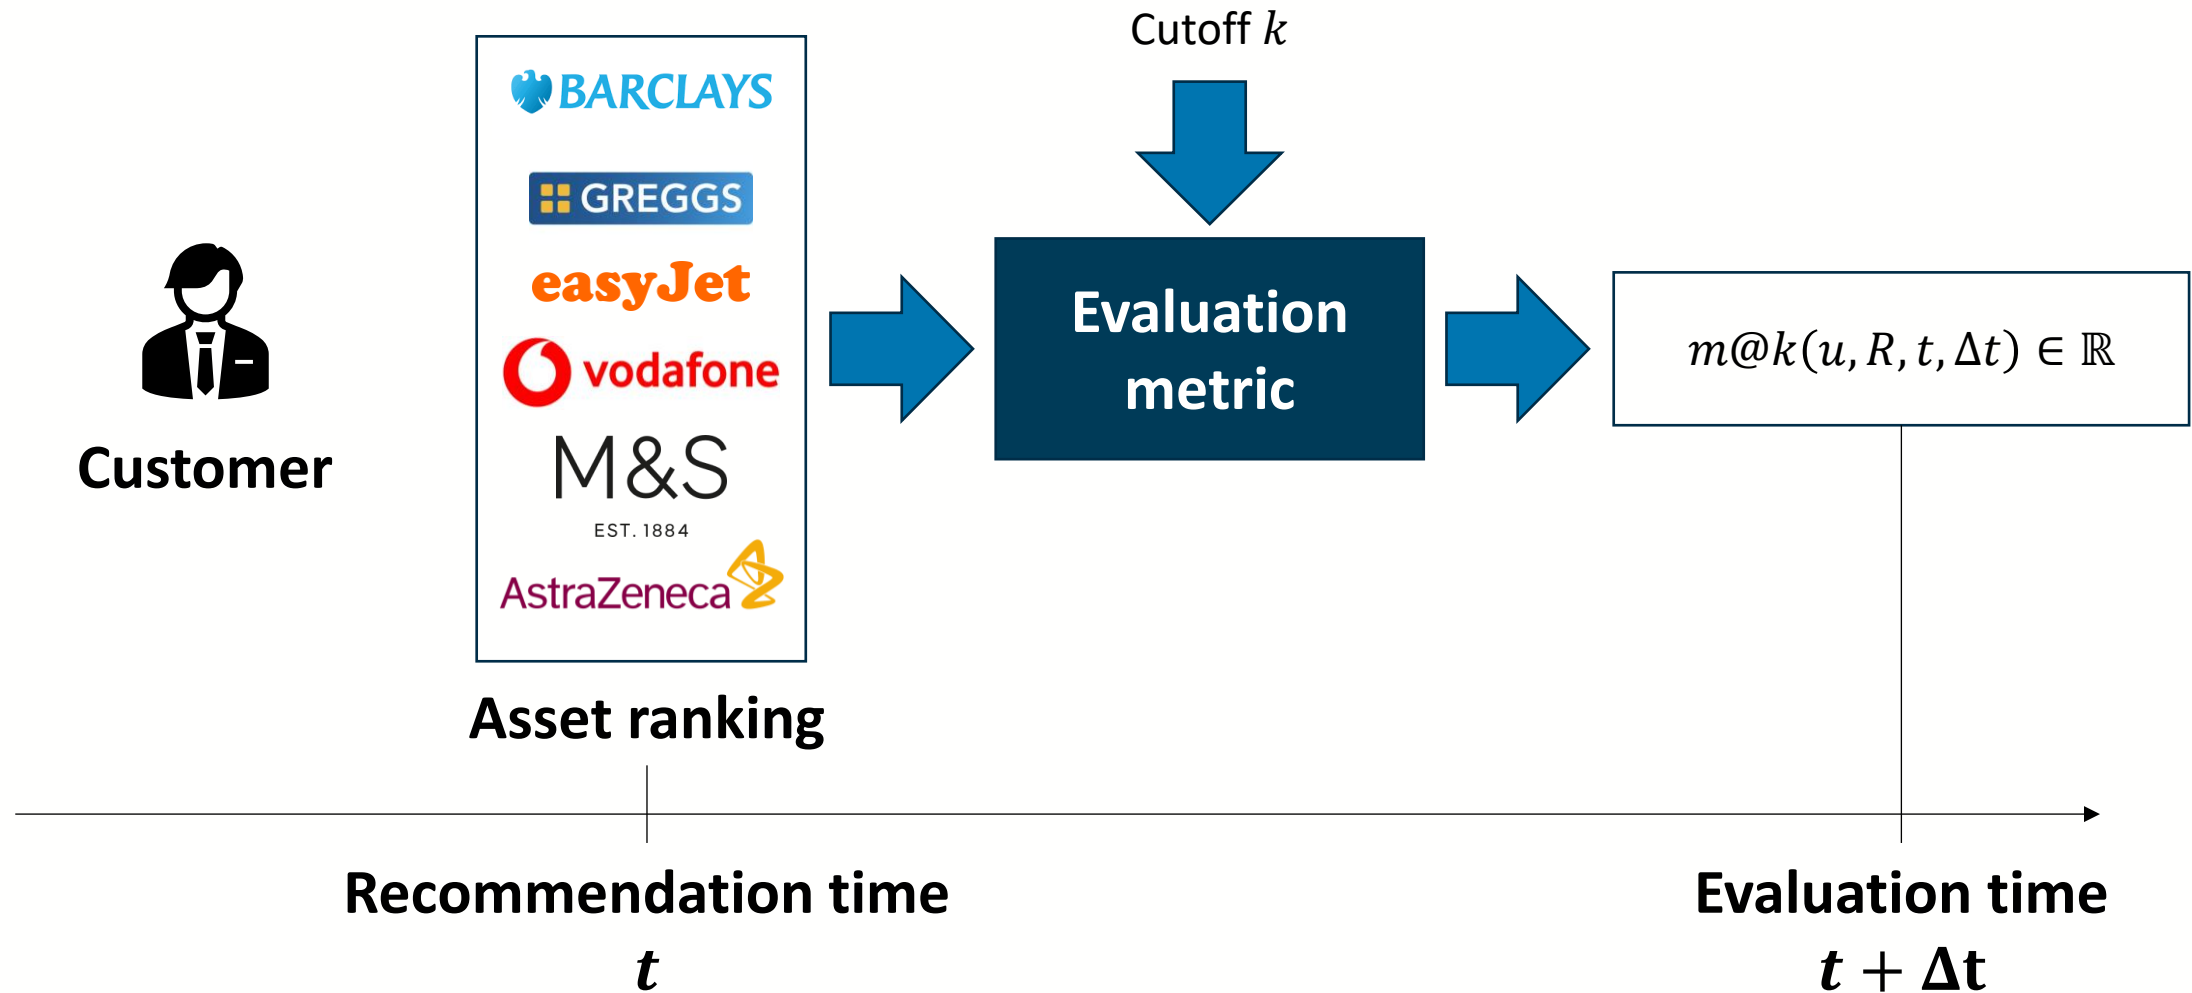 Cutoff k
BARCLAYS
GREGGS
easyJet
vodafone
M&S
EST. 1884
AstraZeneca
Customer
Evaluation
metric
m@k(u, R, t, Δt) ∈ ℝ
Asset ranking
Recommendation time
t
Evaluation time
t + Δt